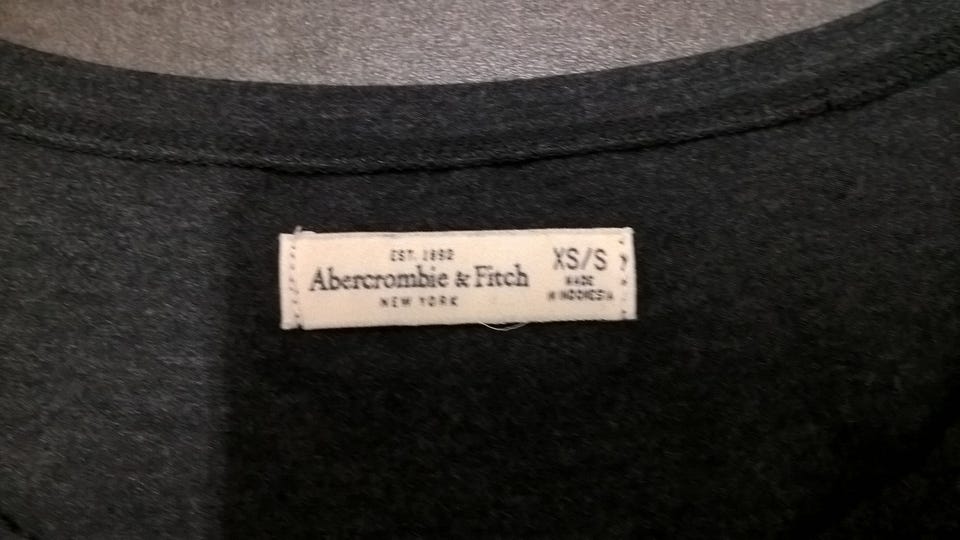 EST. 1892
Abercrombie & Fitch
NEW YORK
XS/S
MADE
IN INDONESIA